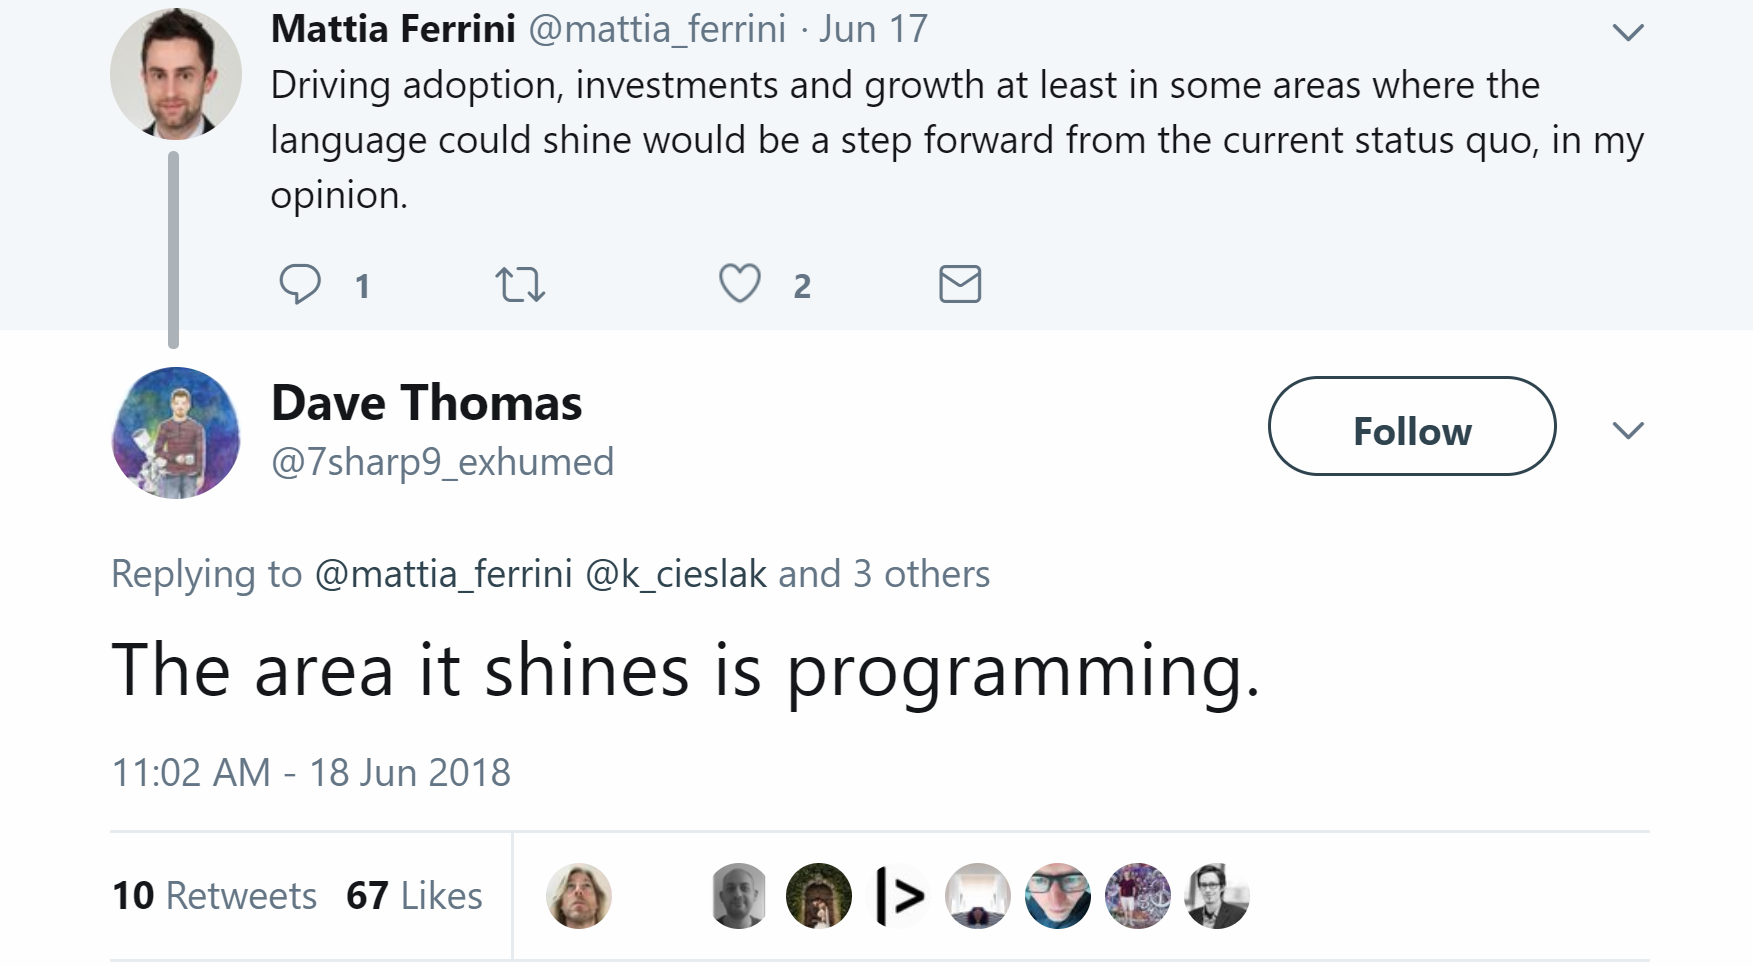 Mattia Ferrini @mattia_ferrini · Jun 17
Driving adoption, investments and growth at least in some areas where the
language could shine would be a step forward from the current status quo, in my
opinion.
1 2
Dave Thomas
@7sharp9_exhumed
Follow
Replying to @mattia_ferrini @k_cieslak and 3 others
The area it shines is programming.
11:02 AM - 18 Jun 2018
10 Retweets 67 Likes